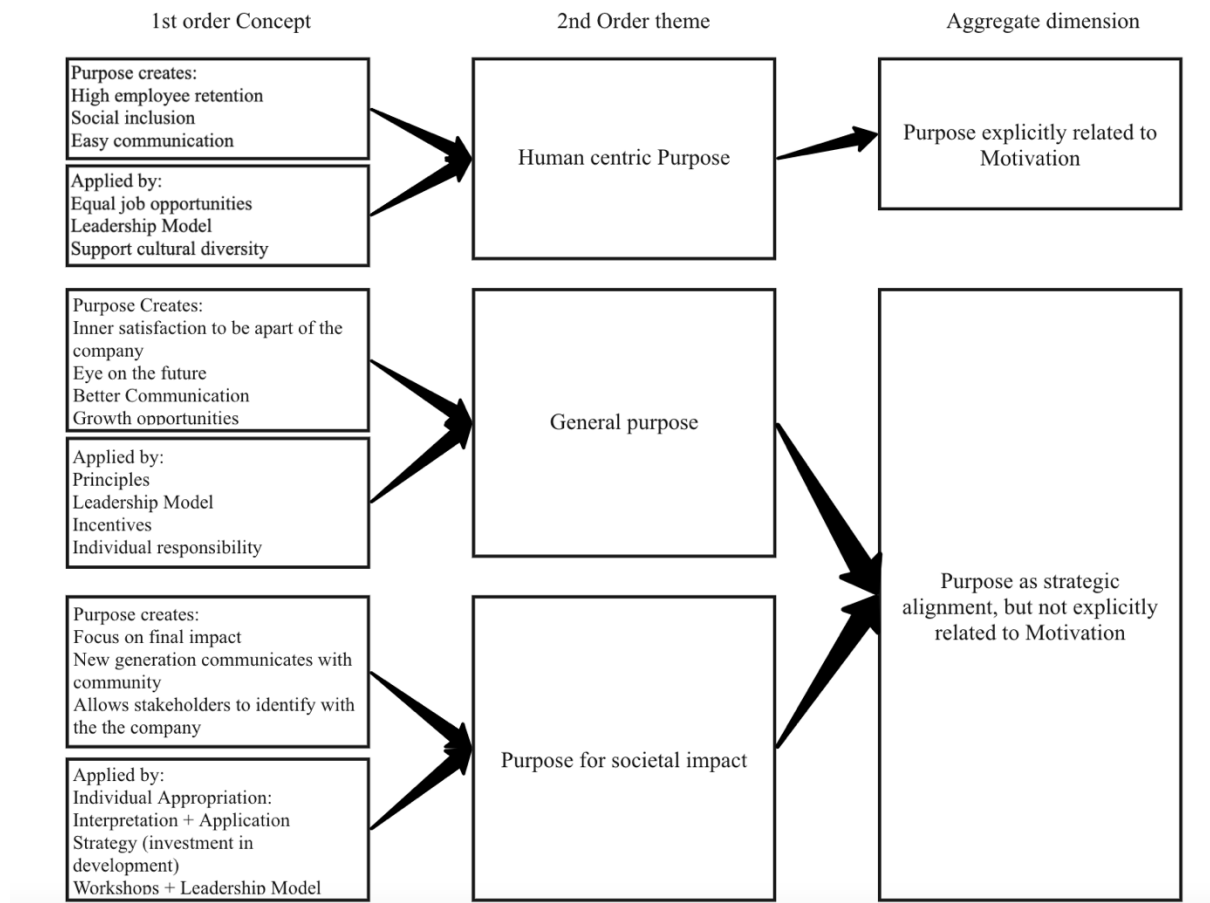 1st order Concept
2nd Order theme
Aggregate dimension
Purpose creates:
High employee retention
Social inclusion
Easy communication
Applied by:
Equal job opportunities
Leadership Model
Support cultural diversity
Human centric Purpose
Purpose explicitly related to
Motivation
Purpose Creates:
Inner satisfaction to be apart of the
company
Eye on the future
Better Communication
Growth opportunities
Applied by:
Principles
Leadership Model
Incentives
Individual responsibility
General purpose
Purpose creates:
Focus on final impact
New generation communicates with
community
Allows stakeholders to identify with
the the company
Applied by:
Individual Appropriation:
Interpretation + Application
Strategy (investment in
development)
Workshops + Leadership Model
Purpose for societal impact
Purpose as strategic
alignment, but not explicitly
related to Motivation